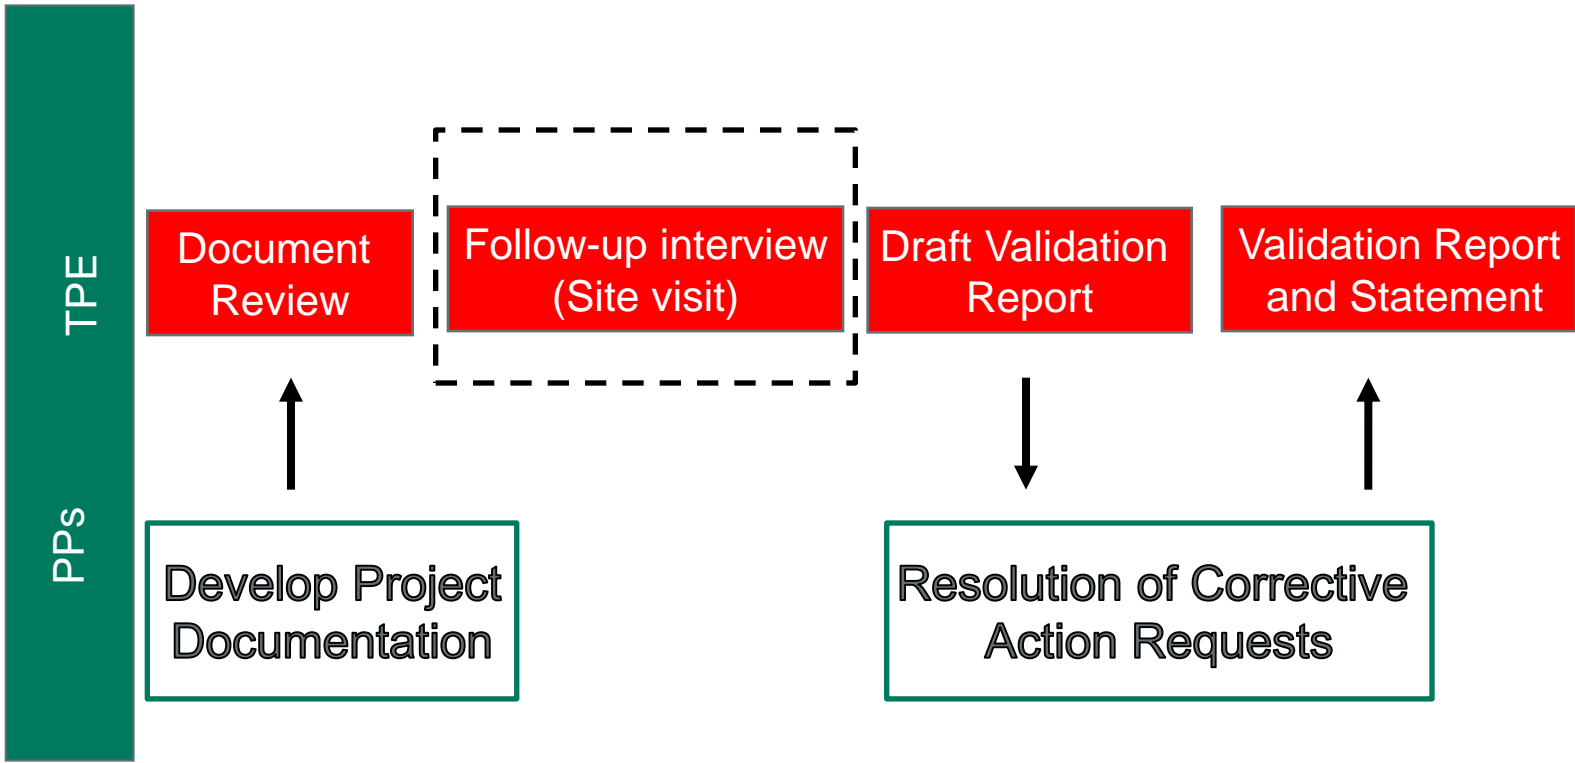 TPE
Document
Review
Follow-up interview
(Site visit)
Draft Validation
Report
Validation Report
and Statement
PPs
Develop Project
Documentation
Resolution of Corrective
Action Requests